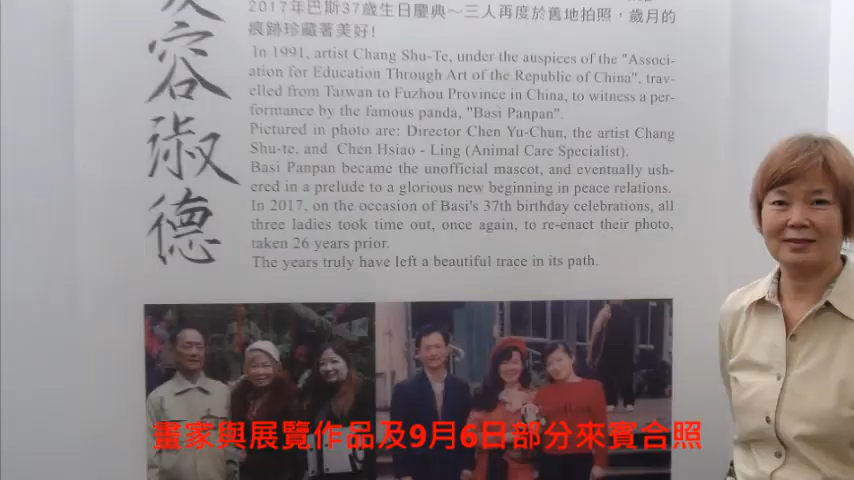 2017年巴斯37歲生日慶典～三人再度於舊地拍照，歲月的
痕跡珍藏著美好!
In 1991, artist Chang Shu-Te, under the auspices of the "Associ-
ation for Education Through Art of the Republic of China", trav-
elled from Taiwan to Fuzhou Province in China, to witness a per-
formance by the famous panda, "Basi Panpan".
Pictured in photo are: Director Chen Yu-Chun, the artist Chang
Shu-te, and Chen Hsiao - Ling (Animal Care Specialist).
Basi Panpan became the unofficial mascot, and eventually ush-
ered in a prelude to a glorious new beginning in peace relations.
In 2017, on the occasion of Basi's 37th birthday celebrations, all
three ladies took time out, once again, to re-enact their photo,
taken 26 years prior.
The years truly have left a beautiful trace in its path.
容淑德
畫家與展覽作品及9月6日部分來賓合照